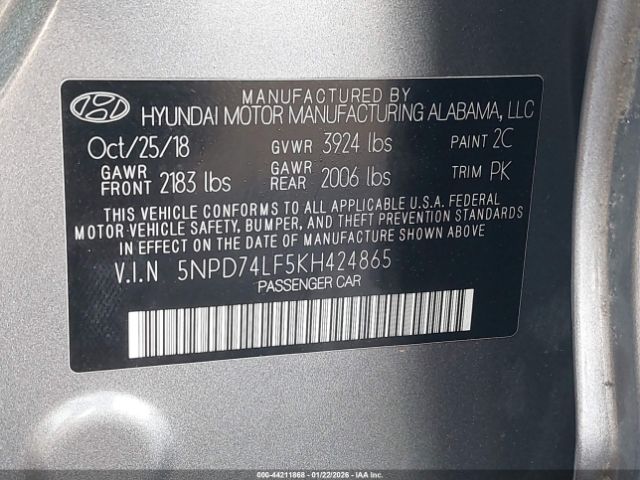 MANUFACTURED BY
HYUNDAI MOTOR MANUFACTURING ALABAMA, LLC
Oct/25/18 GVWR 3924 lbs PAINT 2C
GAWR FRONT 2183 lbs GAWR REAR 2006 lbs TRIM PK
THIS VEHICLE CONFORMS TO ALL APPLICABLE U.S.A. FEDERAL
MOTOR-VEHICLE SAFETY, BUMPER, AND THEFT PREVENTION STANDARDS
IN EFFECT ON THE DATE OF MANUFACTURE SHOWN ABOVE.
V.I.N 5NPD74LF5KH424865
PASSENGER CAR
© IAA - 44211868 - 01/22/2026 - IAAI.COM